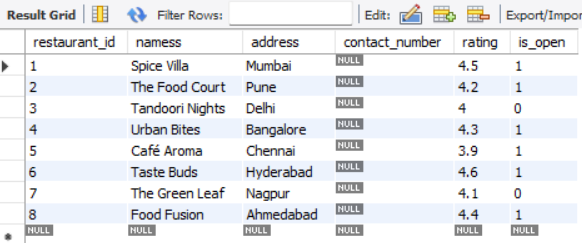 Result Grid Filter Rows: Edit: Export/Impor
restaurant_id namess address contact_number rating is_open
1 Spice Villa Mumbai NULL 4.5 1
2 The Food Court Pune NULL 4.2 1
3 Tandoori Nights Delhi NULL 4 0
4 Urban Bites Bangalore NULL 4.3 1
5 Café Aroma Chennai NULL 3.9 1
6 Taste Buds Hyderabad NULL 4.6 1
7 The Green Leaf Nagpur NULL 4.1 0
8 Food Fusion Ahmedabad NULL 4.4 1
NULL NULL NULL NULL NULL NULL